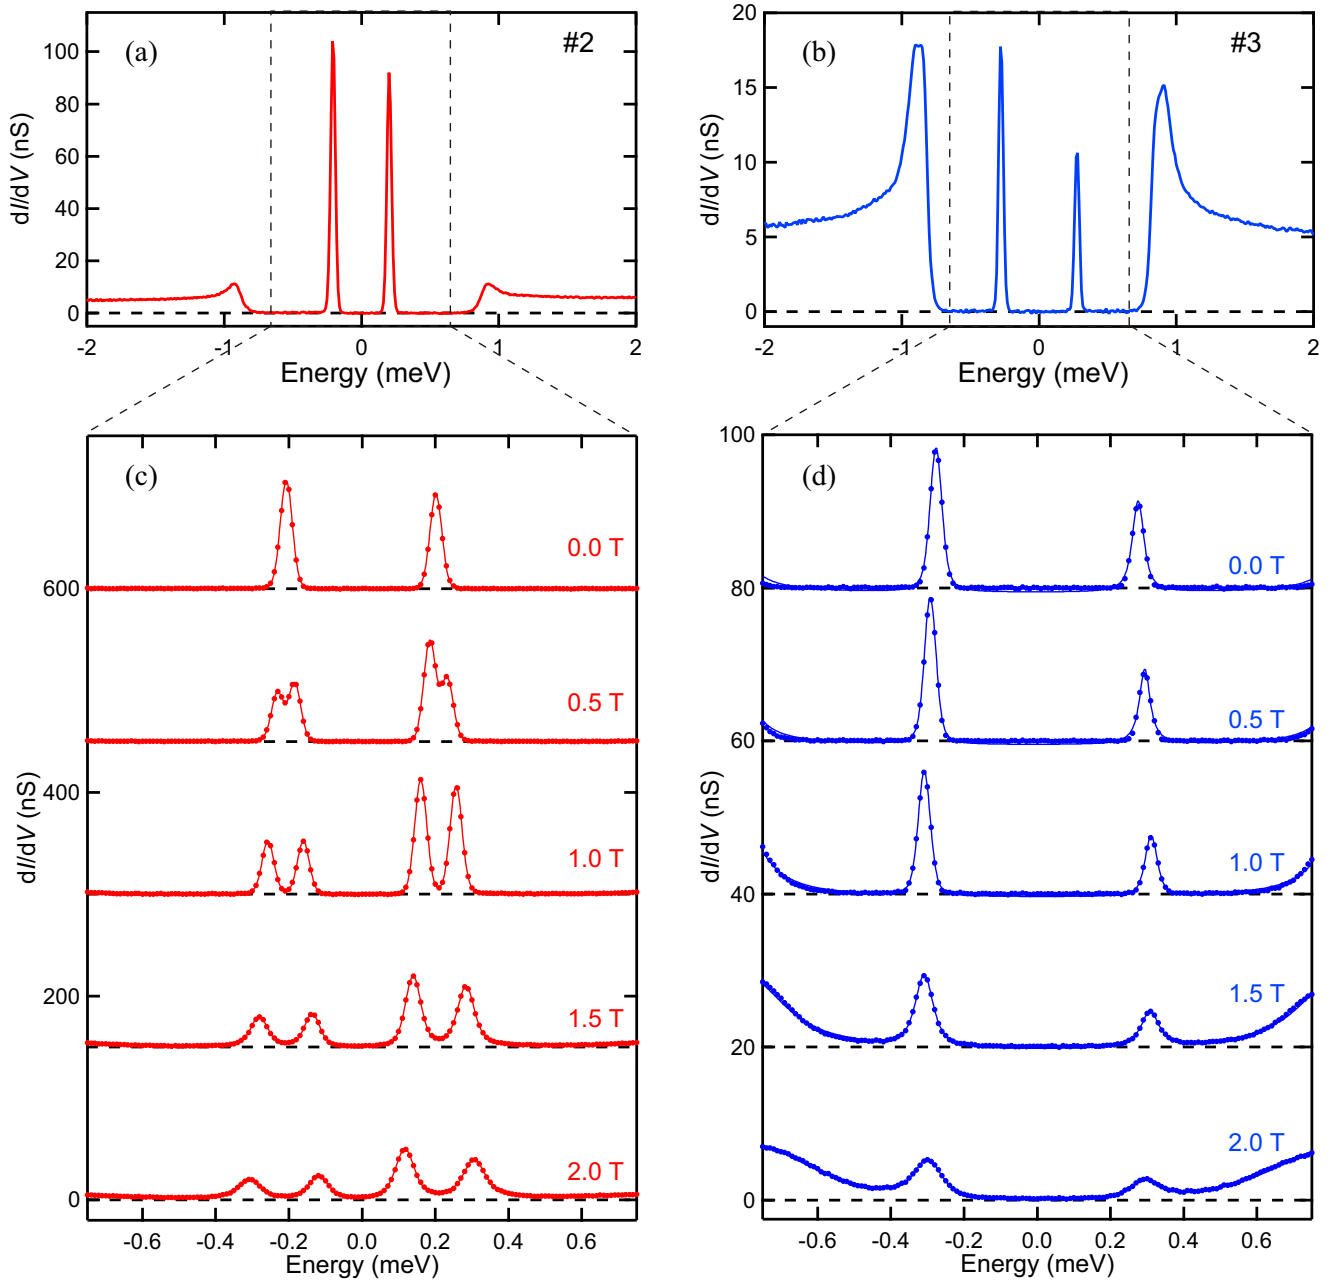 (a)
#2
100
80
60
40
20
0
dI/dV (nS)
-2
-1
0
1
2
Energy (meV)
(b)
#3
20
15
10
5
0
dI/dV (nS)
-2
-1
0
1
2
Energy (meV)
(c)
0.0 T
600
0.5 T
400
1.0 T
200
1.5 T
2.0 T
0
dI/dV (nS)
-0.6
-0.4
-0.2
0.0
0.2
0.4
0.6
Energy (meV)
(d)
100
0.0 T
80
0.5 T
60
1.0 T
40
1.5 T
20
2.0 T
0
dI/dV (nS)
-0.6
-0.4
-0.2
0.0
0.2
0.4
0.6
Energy (meV)